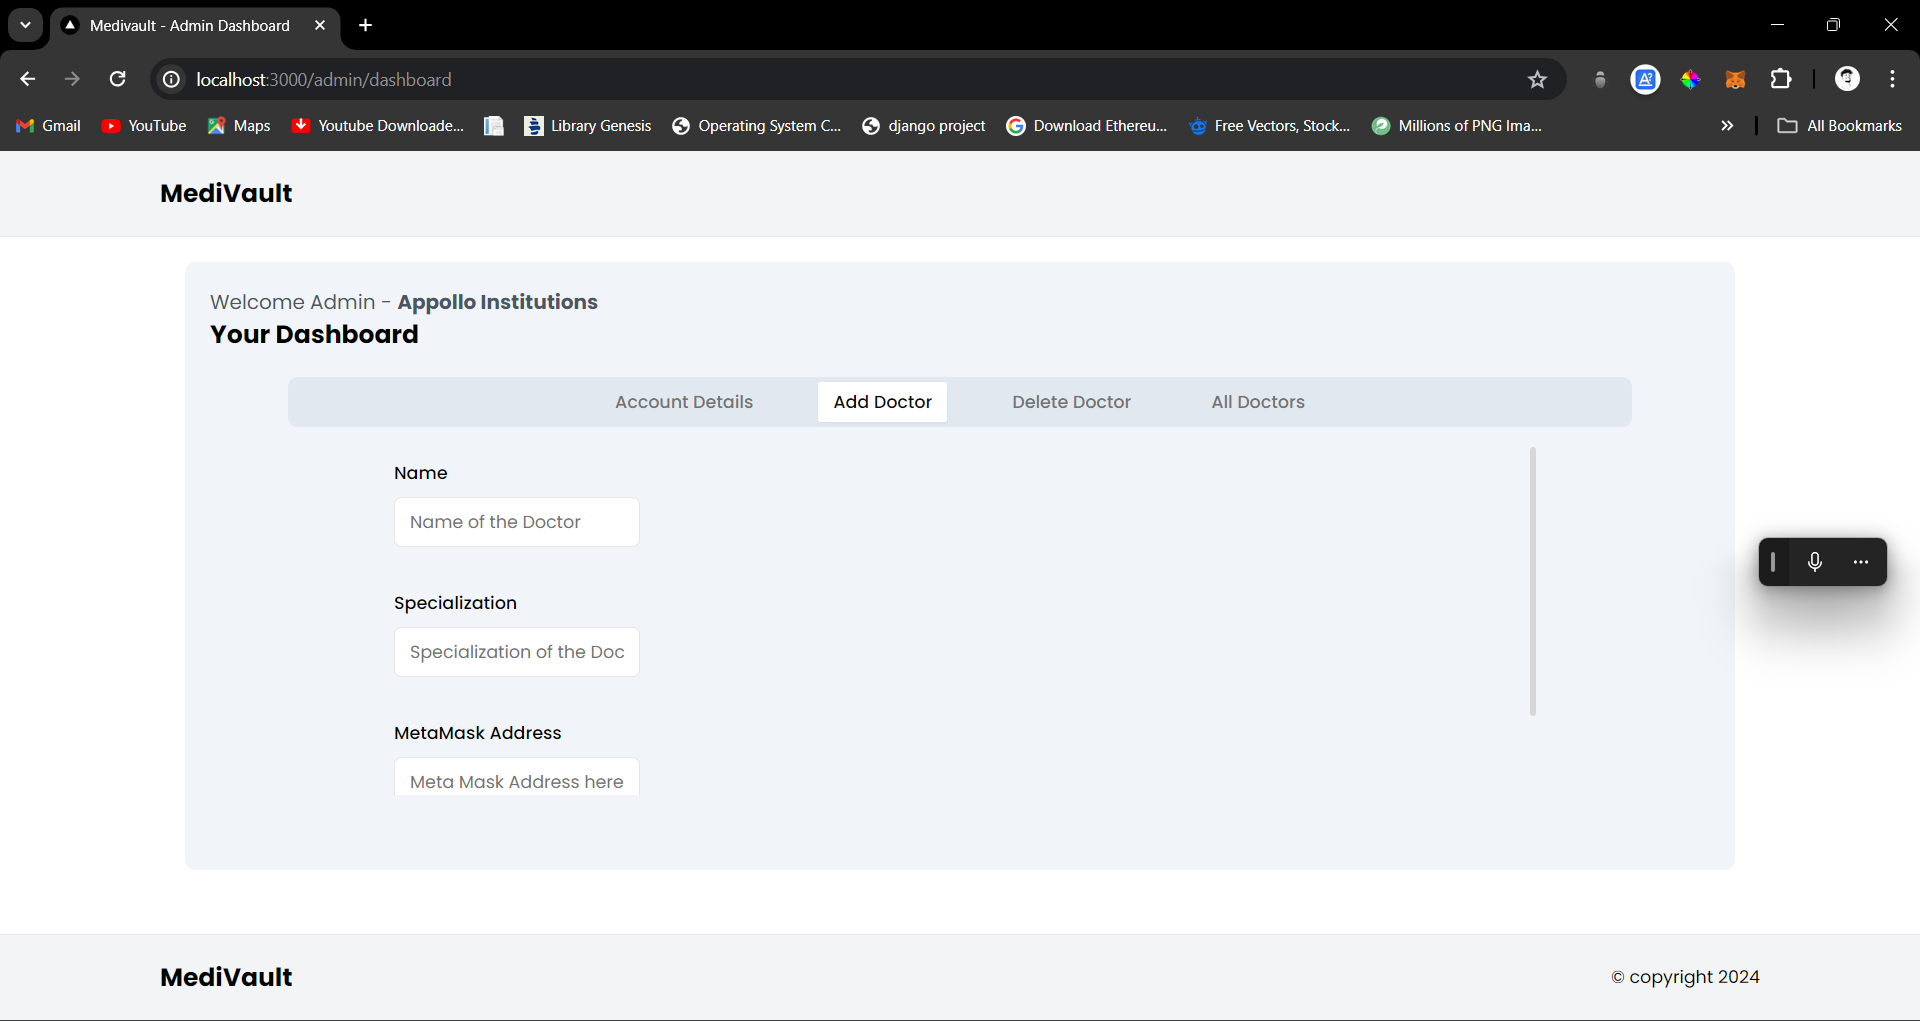 Medivault - Admin Dashboard
localhost:3000/admin/dashboard
Gmail YouTube Maps Youtube Downloade... Library Genesis Operating System C... django project Download Ethereu... Free Vectors, Stock... Millions of PNG Ima... All Bookmarks
MediVault
Welcome Admin - Appollo Institutions
Your Dashboard
Account Details Add Doctor Delete Doctor All Doctors
Name
Name of the Doctor
Specialization
Specialization of the Doc
MetaMask Address
Meta Mask Address here
MediVault © copyright 2024